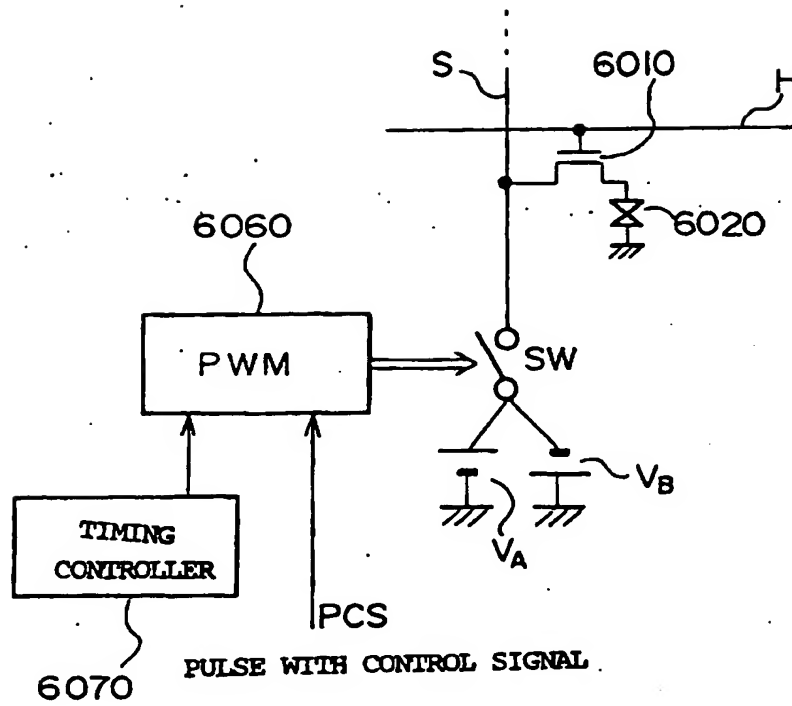 S
6010
H
6020
6060
PWM
SW
VB
VA
TIMING
CONTROLLER
PCS
PULSE WITH CONTROL SIGNAL
6070